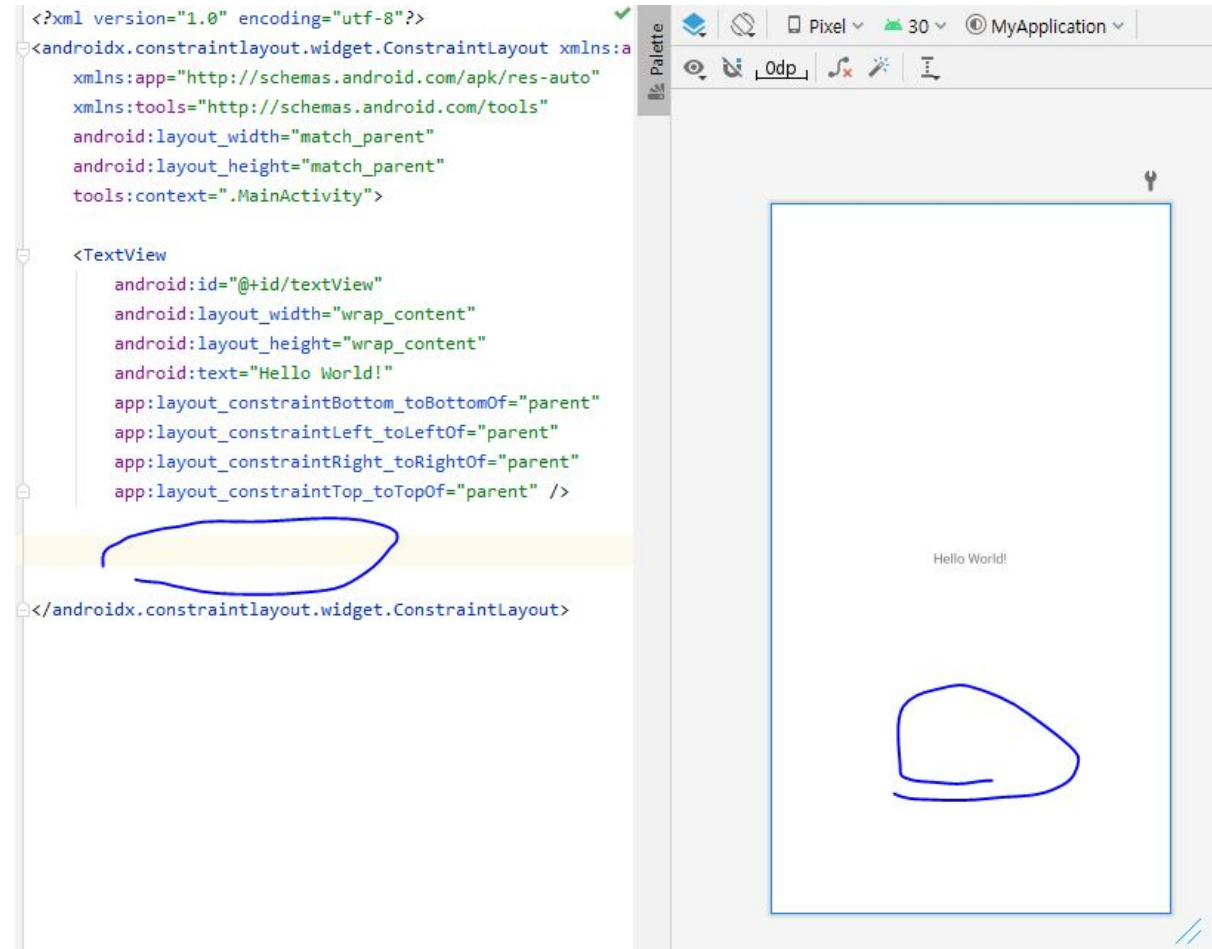 <?xml version="1.0" encoding="utf-8"?>
<androidx.constraintlayout.widget.ConstraintLayout xmlns:a
xmlns:app="http://schemas.android.com/apk/res-auto"
xmlns:tools="http://schemas.android.com/tools"
android:layout_width="match_parent"
android:layout_height="match_parent"
tools:context=".MainActivity">
<TextView
android:id="@+id/textView"
android:layout_width="wrap_content"
android:layout_height="wrap_content"
android:text="Hello World!"
app:layout_constraintBottom_toBottomOf="parent"
app:layout_constraintLeft_toLeftOf="parent"
app:layout_constraintRight_toRightOf="parent"
app:layout_constraintTop_toTopOf="parent" />
</androidx.constraintlayout.widget.ConstraintLayout>
Palette
Pixel 30 MyApplication
0dp
Hello World!